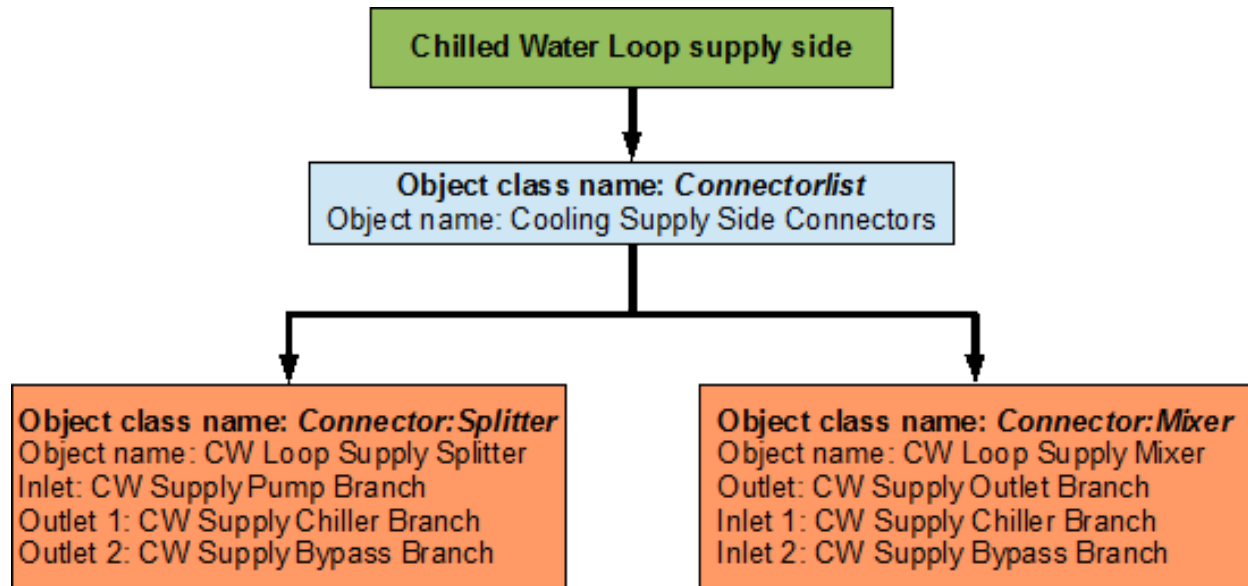 Chilled Water Loop supply side
Object class name: Connectorlist
Object name: Cooling Supply Side Connectors
Object class name: Connector:Splitter
Object name: CW Loop Supply Splitter
Inlet: CW Supply Pump Branch
Outlet 1: CW Supply Chiller Branch
Outlet 2: CW Supply Bypass Branch
Object class name: Connector:Mixer
Object name: CW Loop Supply Mixer
Outlet: CW Supply Outlet Branch
Inlet 1: CW Supply Chiller Branch
Inlet 2: CW Supply Bypass Branch